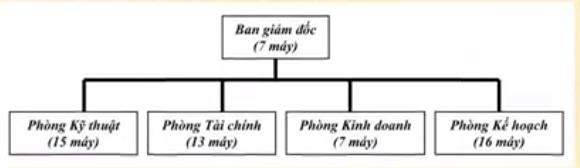 Ban giám đốc
(7 máy)
Phòng Kỹ thuật
(15 máy)
Phòng Tài chính
(13 máy)
Phòng Kinh doanh
(7 máy)
Phòng Kế hoạch
(16 máy)